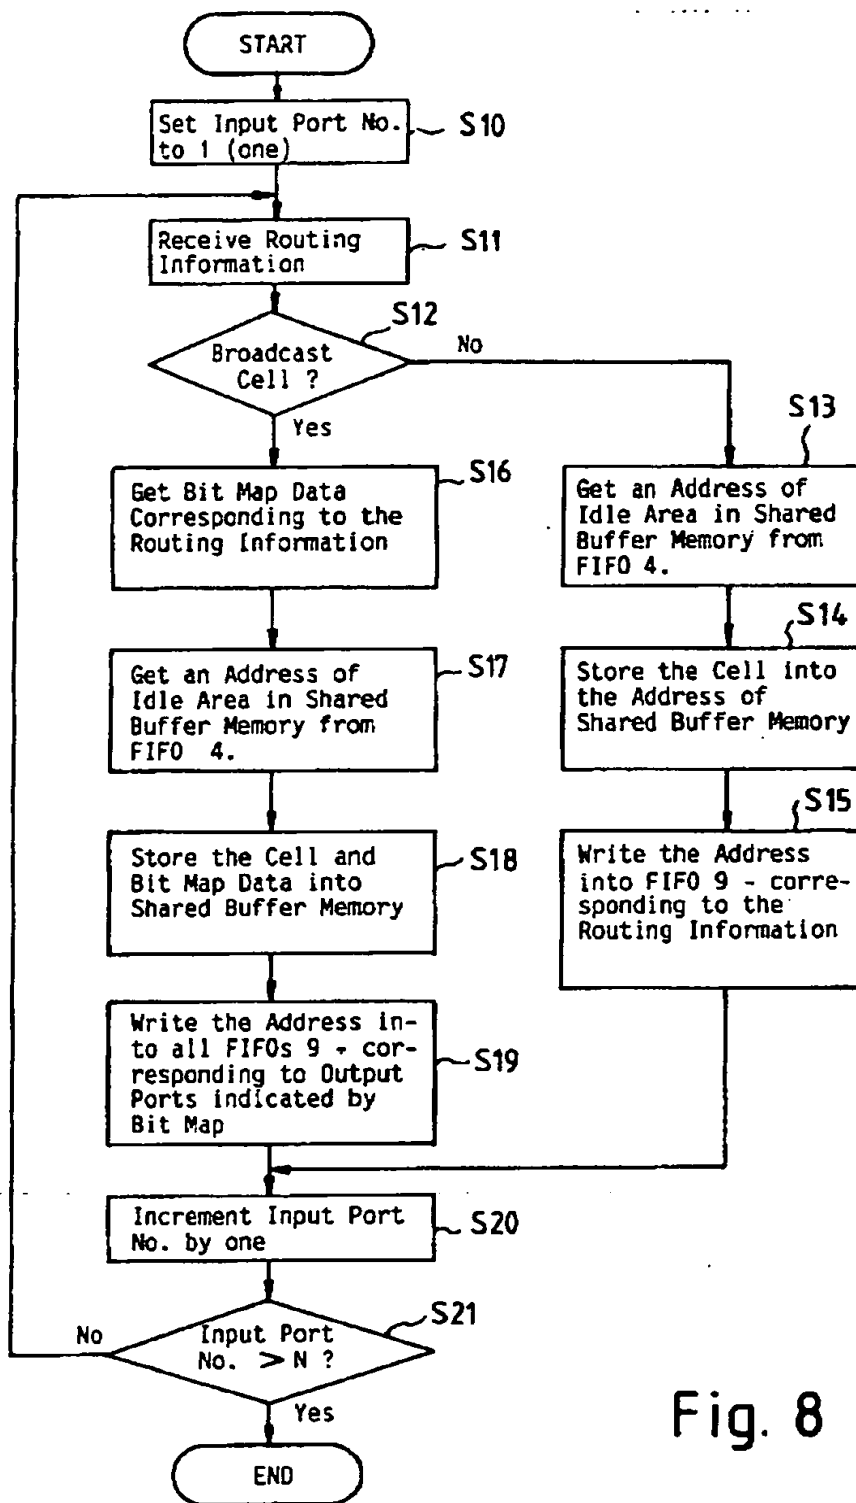 START
Set Input Port No.
to 1 (one)
S10
Receive Routing
Information
S11
S12
Broadcast
Cell ?
No
Yes
S13
S16
Get Bit Map Data
Corresponding to the
Routing Information
Get an Address of
Idle Area in Shared
Buffer Memory from
FIFO 4.
S14
S17
Get an Address of
Idle Area in Shared
Buffer Memory from
FIFO 4.
Store the Cell into
the Address of
Shared Buffer Memory
S15
S18
Store the Cell and
Bit Map Data into
Shared Buffer Memory
Write the Address
into FIFO 9 - corre-
sponding to the
Routing Information
Write the Address in-
to all FIFOs 9 - cor-
responding to Output
Ports indicated by
Bit Map
S19
Increment Input Port
No. by one
S20
S21
Input Port
No. > N ?
No
Yes
END
Fig. 8